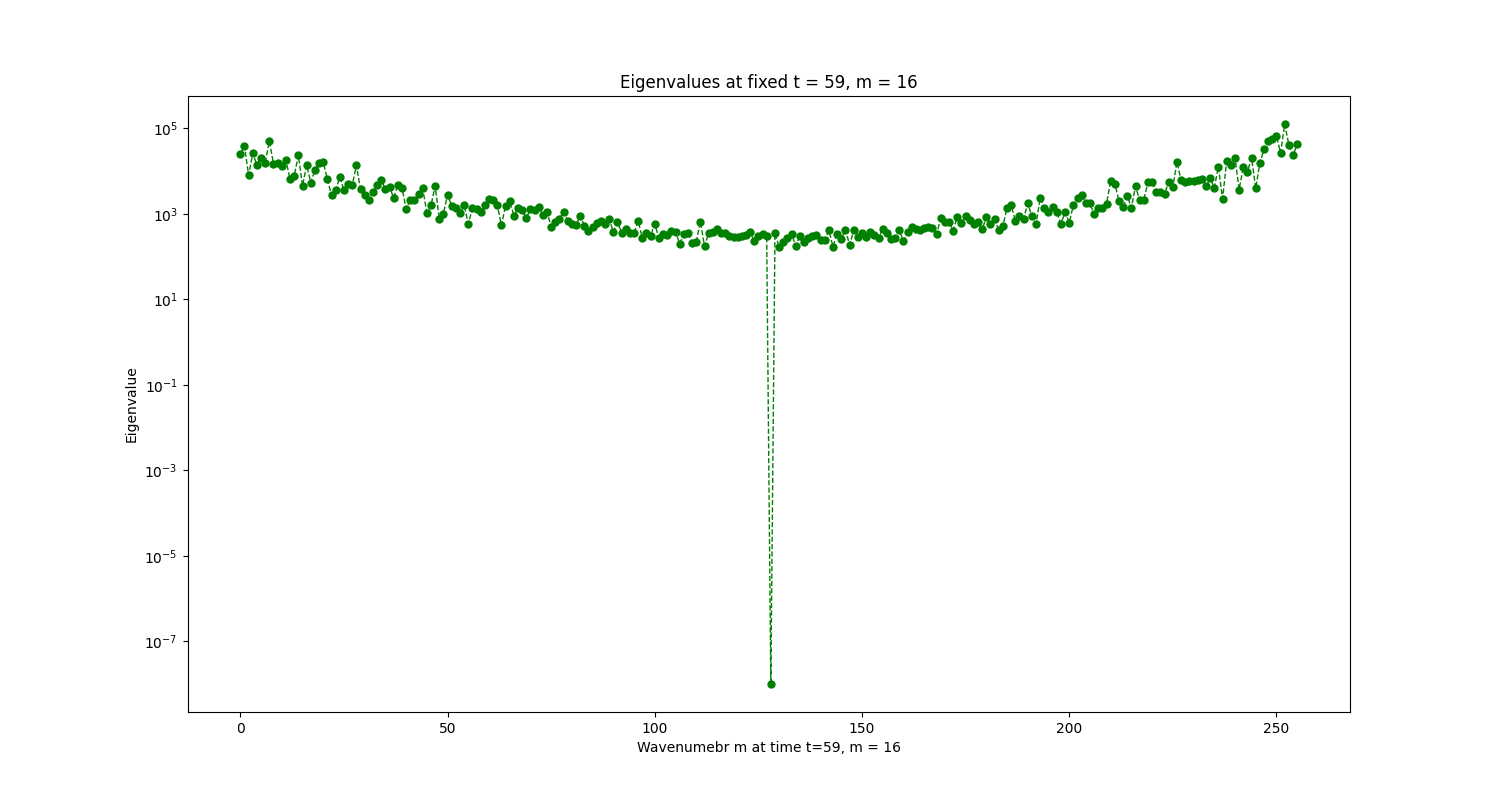 Eigenvalues at fixed t = 59, m = 16
10^5
10^3
10^1
10^-1
10^-3
10^-5
10^-7
Eigenvalue
0 50 100 150 200 250
Wavenumebr m at time t=59, m = 16